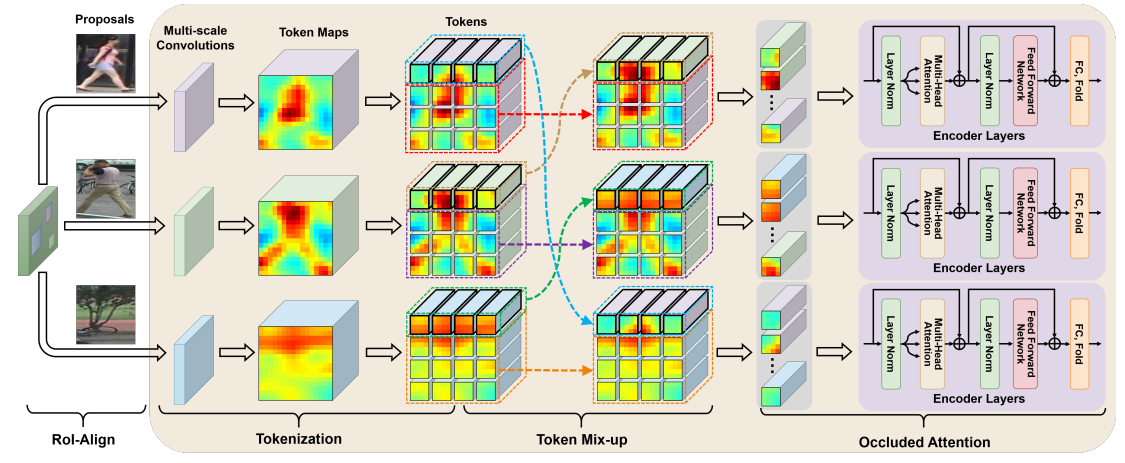 Proposals
Multi-scale
Convolutions
Token Maps
Tokens
Layer Norm
Multi-Head
Attention
Layer Norm
Feed Forward
Network
FC, Fold
Encoder Layers
Layer Norm
Multi-Head
Attention
Layer Norm
Feed Forward
Network
FC, Fold
Encoder Layers
Layer Norm
Multi-Head
Attention
Layer Norm
Feed Forward
Network
FC, Fold
Encoder Layers
RoI-Align
Tokenization
Token Mix-up
Occluded Attention